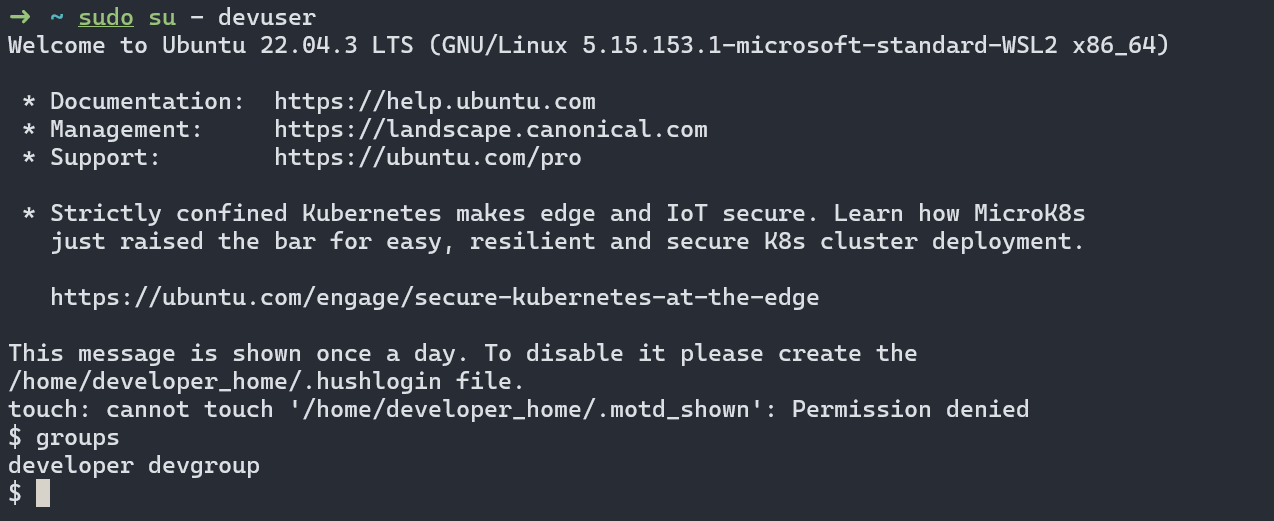 ➜ ~ sudo su - devuser
Welcome to Ubuntu 22.04.3 LTS (GNU/Linux 5.15.153.1-microsoft-standard-WSL2 x86_64)
* Documentation: https://help.ubuntu.com
* Management: https://landscape.canonical.com
* Support: https://ubuntu.com/pro
* Strictly confined Kubernetes makes edge and IoT secure. Learn how MicroK8s
just raised the bar for easy, resilient and secure K8s cluster deployment.
https://ubuntu.com/engage/secure-kubernetes-at-the-edge
This message is shown once a day. To disable it please create the
/home/developer_home/.hushlogin file.
touch: cannot touch '/home/developer_home/.motd_shown': Permission denied
$ groups
developer devgroup
$